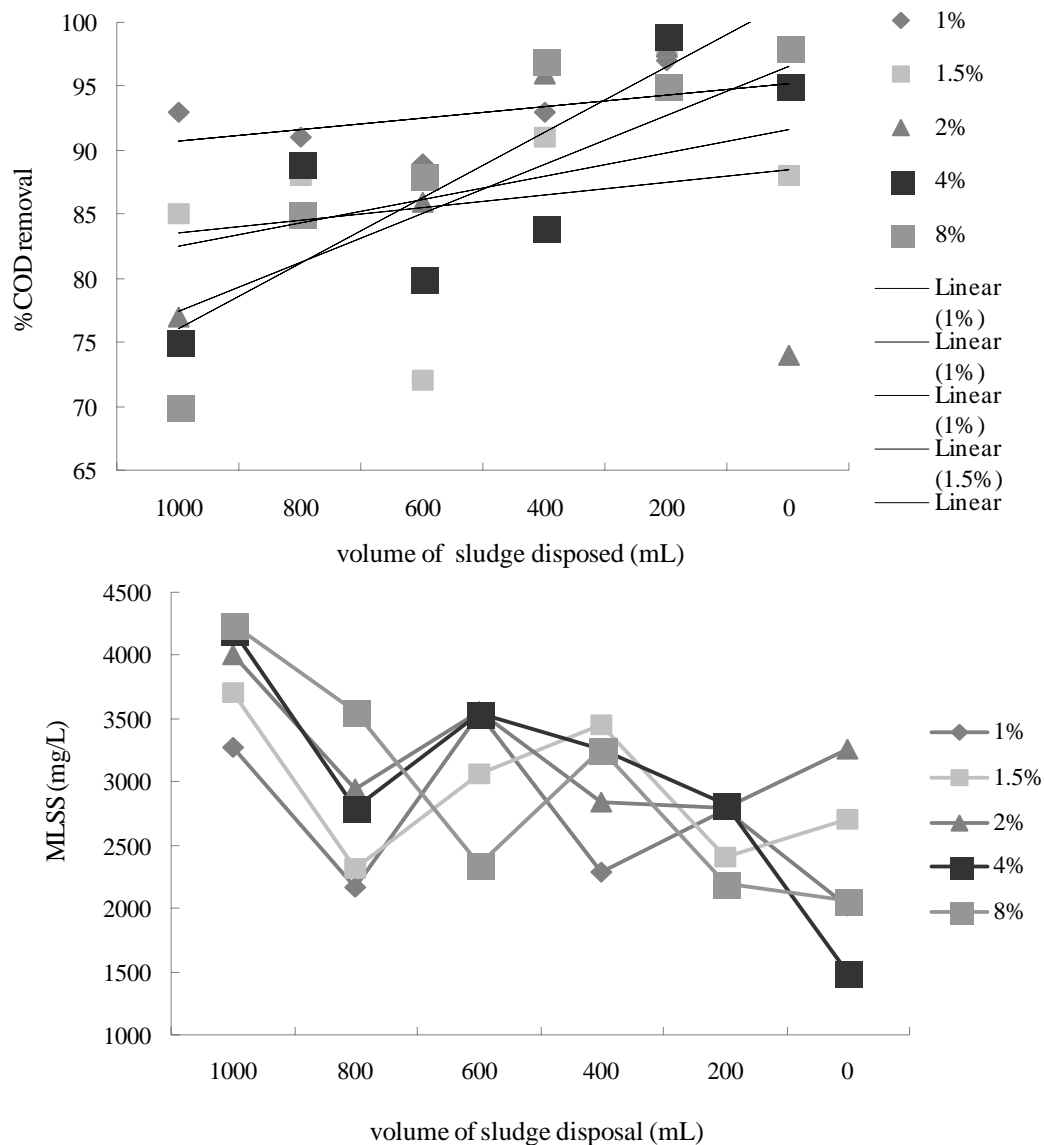 100
95
90
85
80
75
70
65
%COD removal
1000 800 600 400 200 0
volume of sludge disposed (mL)
1%
1.5%
2%
4%
8%
Linear
(1%)
Linear
(1%)
Linear
(1%)
Linear
(1.5%)
Linear
4500
4000
3500
3000
2500
2000
1500
1000
MLSS (mg/L)
1000 800 600 400 200 0
volume of sludge disposal (mL)
1%
1.5%
2%
4%
8%